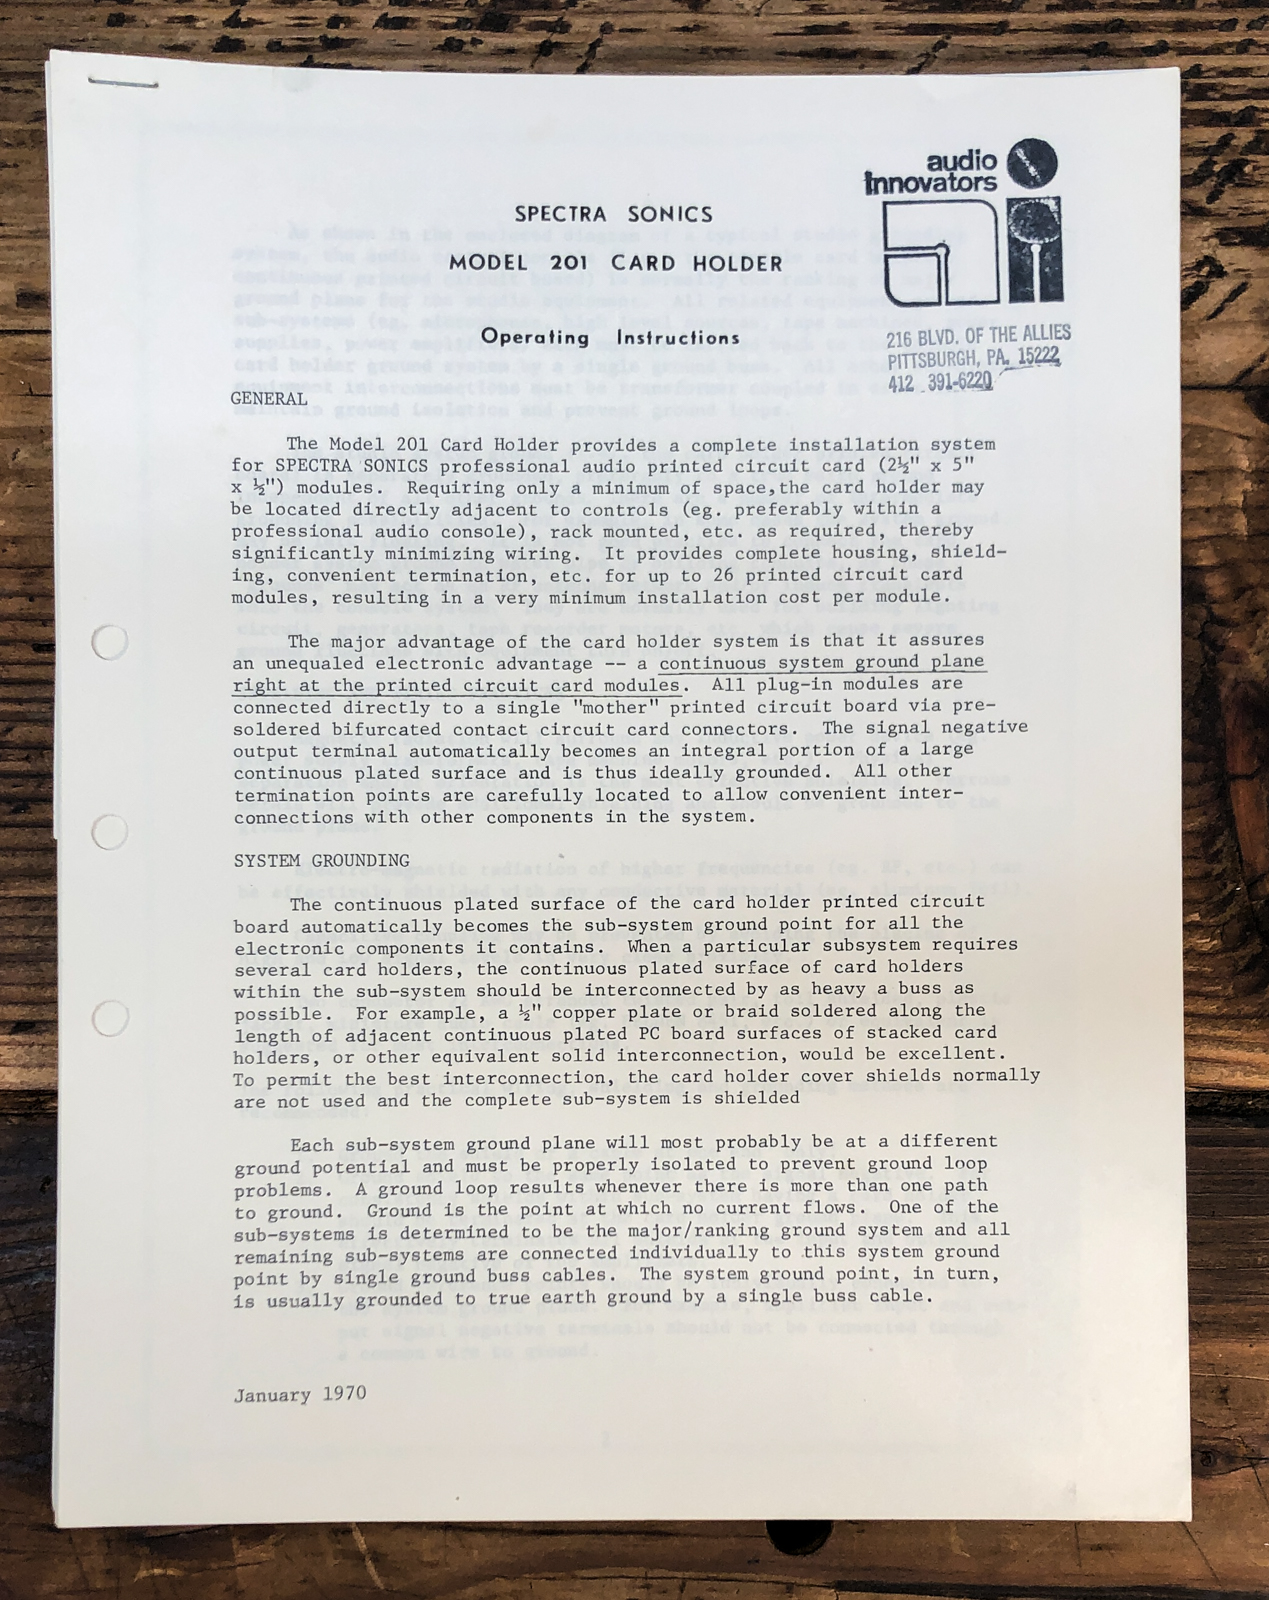 audio
innovators
SPECTRA SONICS
MODEL 201 CARD HOLDER
Operating Instructions
216 BLVD. OF THE ALLIES
PITTSBURGH, PA. 15222
412 391-6220
GENERAL
The Model 201 Card Holder provides a complete installation system
for SPECTRA SONICS professional audio printed circuit card (2½" x 5"
x ½") modules. Requiring only a minimum of space,the card holder may
be located directly adjacent to controls (eg. preferably within a
professional audio console), rack mounted, etc. as required, thereby
significantly minimizing wiring. It provides complete housing, shield-
ing, convenient termination, etc. for up to 26 printed circuit card
modules, resulting in a very minimum installation cost per module.
The major advantage of the card holder system is that it assures
an unequaled electronic advantage -- a continuous system ground plane
right at the printed circuit card modules. All plug-in modules are
connected directly to a single "mother" printed circuit board via pre-
soldered bifurcated contact circuit card connectors. The signal negative
output terminal automatically becomes an integral portion of a large
continuous plated surface and is thus ideally grounded. All other
termination points are carefully located to allow convenient inter-
connections with other components in the system.
SYSTEM GROUNDING
The continuous plated surface of the card holder printed circuit
board automatically becomes the sub-system ground point for all the
electronic components it contains. When a particular subsystem requires
several card holders, the continuous plated surface of card holders
within the sub-system should be interconnected by as heavy a buss as
possible. For example, a ½" copper plate or braid soldered along the
length of adjacent continuous plated PC board surfaces of stacked card
holders, or other equivalent solid interconnection, would be excellent.
To permit the best interconnection, the card holder cover shields normally
are not used and the complete sub-system is shielded
Each sub-system ground plane will most probably be at a different
ground potential and must be properly isolated to prevent ground loop
problems. A ground loop results whenever there is more than one path
to ground. Ground is the point at which no current flows. One of the
sub-systems is determined to be the major/ranking ground system and all
remaining sub-systems are connected individually to this system ground
point by single ground buss cables. The system ground point, in turn,
is usually grounded to true earth ground by a single buss cable.
January 1970